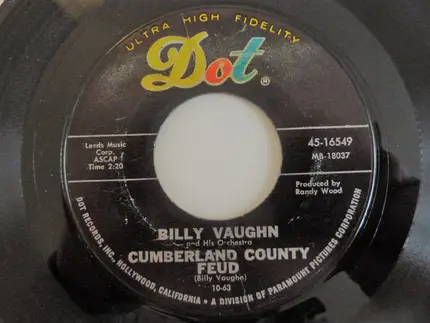 ULTRA HIGH FIDELITY
Dot
®
Leeds Music
Corp.
ASCAP
Time 2:20
45-16549
MB-18037
Produced by
Randy Wood
BILLY VAUGHN
and His Orchestra
CUMBERLAND COUNTY
FEUD
(Billy Vaughn)
10-63
DOT RECORDS, INC., HOLLYWOOD, CALIFORNIA • A DIVISION OF PARAMOUNT PICTURES CORPORATION